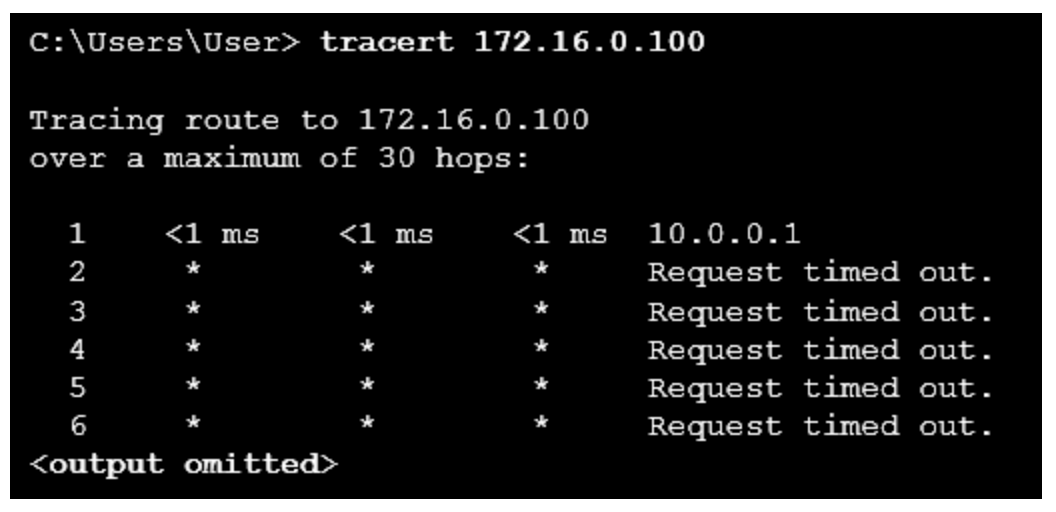 C:\Users\User> tracert 172.16.0.100
Tracing route to 172.16.0.100
over a maximum of 30 hops:
1 <1 ms <1 ms <1 ms 10.0.0.1
2 * * * Request timed out.
3 * * * Request timed out.
4 * * * Request timed out.
5 * * * Request timed out.
6 * * * Request timed out.
<output omitted>